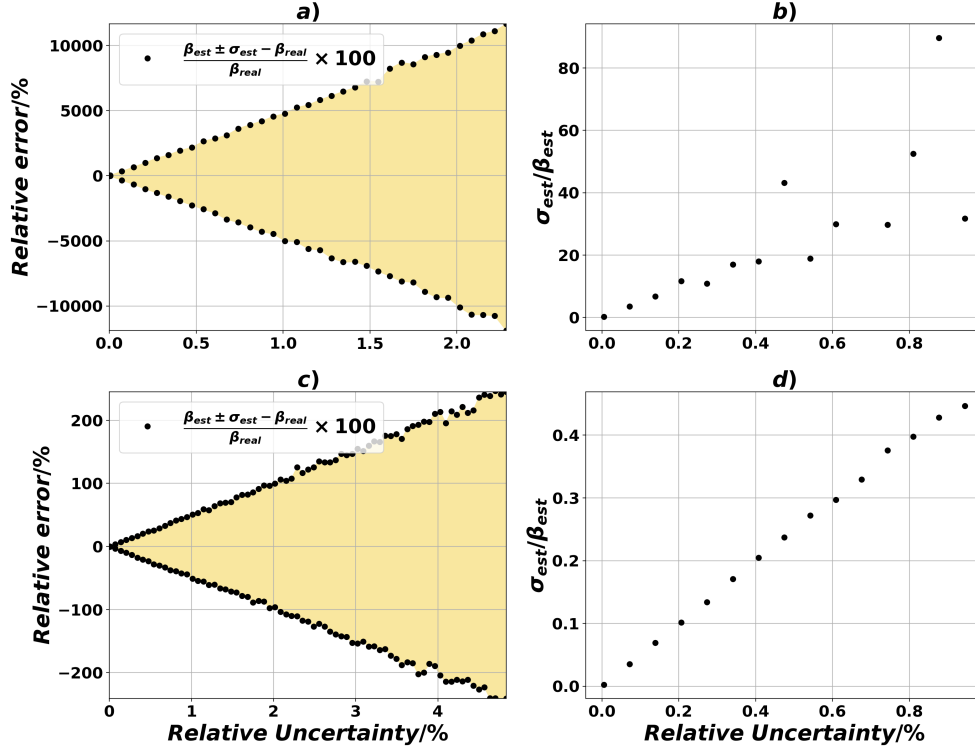 a)
10000
5000
0
−5000
−10000
Relative error/%
β_est ± σ_est − β_real
β_real
× 100
0.0 0.5 1.0 1.5 2.0
b)
80
60
40
20
0
σ_est/β_est
0.0 0.2 0.4 0.6 0.8
c)
200
100
0
−100
−200
Relative error/%
β_est ± σ_est − β_real
β_real
× 100
0 1 2 3 4
Relative Uncertainty/%
d)
0.4
0.3
0.2
0.1
0.0
σ_est/β_est
0.0 0.2 0.4 0.6 0.8
Relative Uncertainty/%